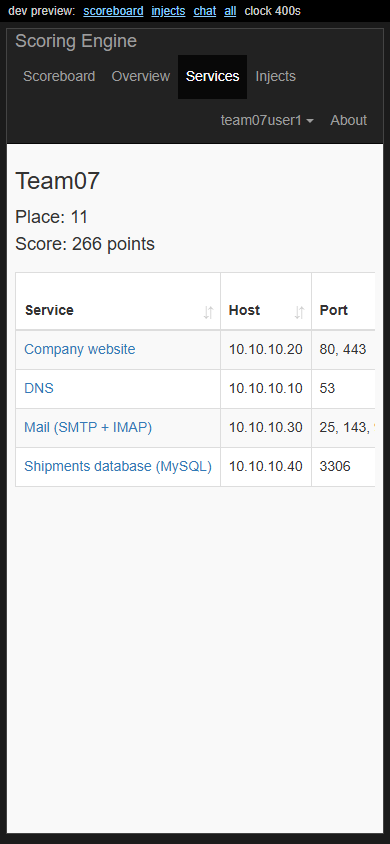 dev preview: scoreboard injects chat all clock 400s
Scoring Engine
Scoreboard Overview Services Injects
team07user1 About
Team07
Place: 11
Score: 266 points
Service Host Port
Company website 10.10.10.20 80, 443
DNS 10.10.10.10 53
Mail (SMTP + IMAP) 10.10.10.30 25, 143,
Shipments database (MySQL) 10.10.10.40 3306